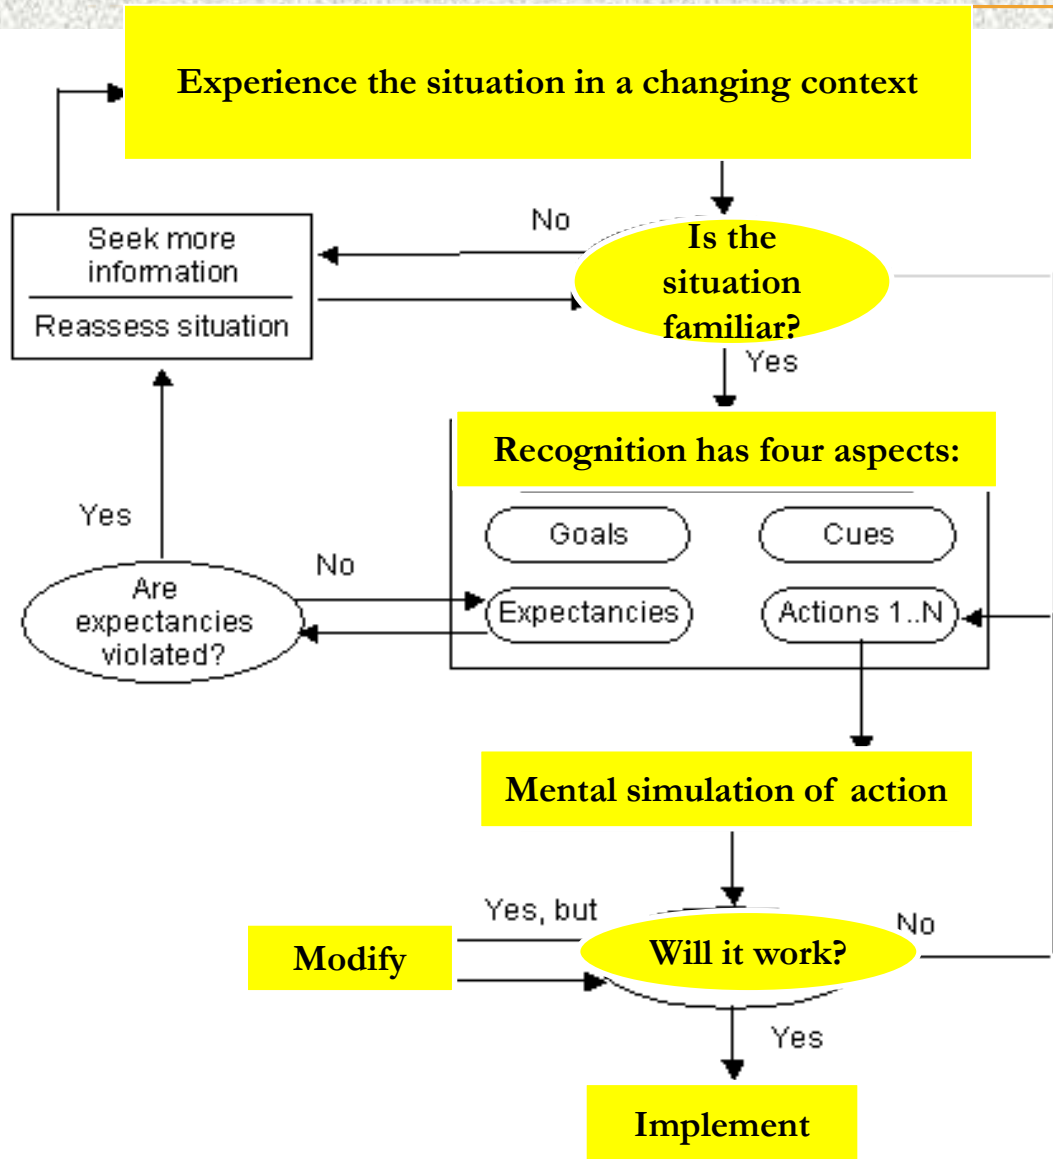 Experience the situation in a changing context
No
Seek more
information
Reassess situation
Is the
situation
familiar?
Yes
Recognition has four aspects:
Yes
Goals
Cues
No
Are
expectancies
violated?
Expectancies
Actions 1..N
Mental simulation of action
Yes, but
No
Modify
Will it work?
Yes
Implement